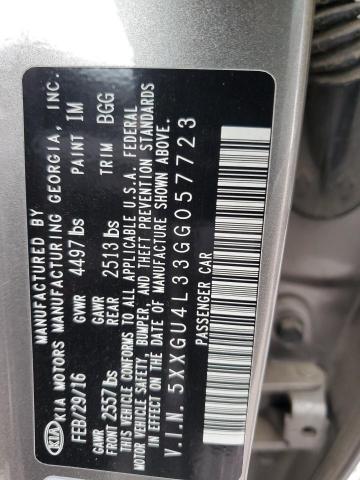 KIA
MANUFACTURED BY
KIA MOTORS MANUFACTURING GEORGIA, INC.
FEB/29/16 4497 lbs PAINT 1M
GVWR
GAWR GAWR TRIM BGG
FRONT 2557 lbs REAR 2513 lbs
THIS VEHICLE CONFORMS TO ALL APPLICABLE U.S.A. FEDERAL
MOTOR VEHICLE SAFETY, BUMPER, AND THEFT PREVENTION STANDARDS
IN EFFECT ON THE DATE OF MANUFACTURE SHOWN ABOVE.
V.I.N. 5XXGU4L33GG057723
PASSENGER CAR